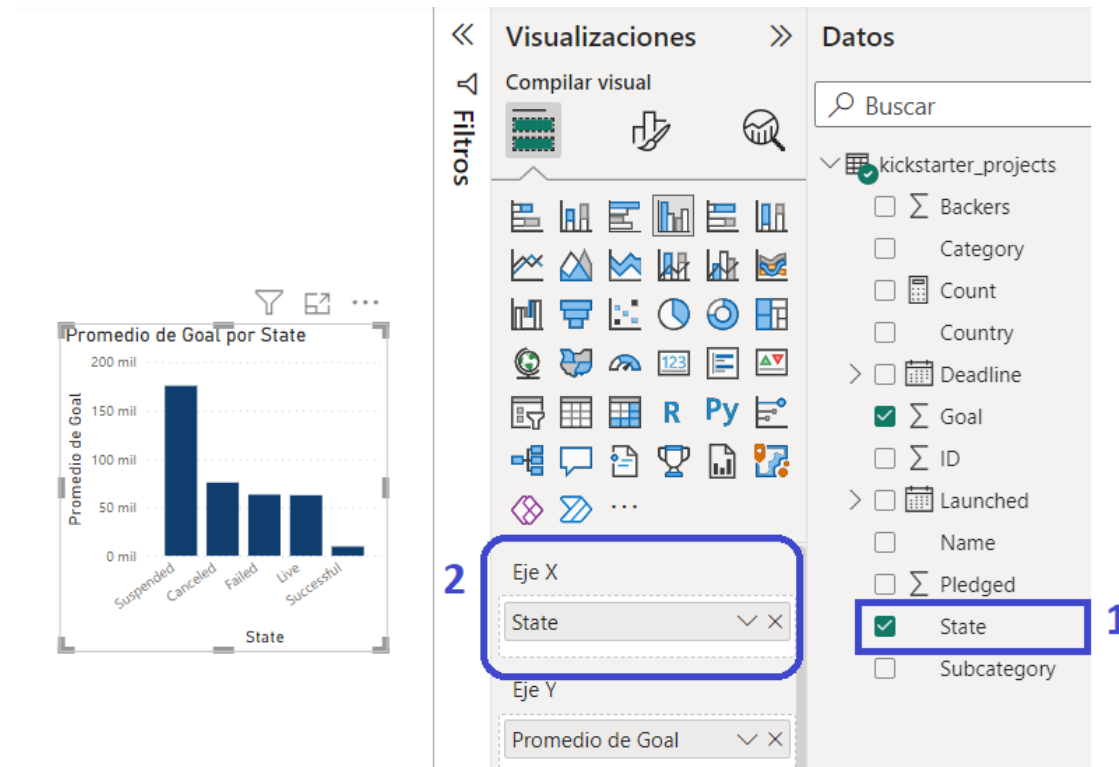 Promedio de Goal por State
200 mil
150 mil
100 mil
50 mil
0 mil
Promedio de Goal
Suspended
Canceled
Failed
Live
Successful
State
Filtros
Visualizaciones
Compilar visual
123
R
Py
2
Eje X
State
Eje Y
Promedio de Goal
Datos
Buscar
kickstarter_projects
Backers
Category
Count
Country
Deadline
Goal
ID
Launched
Name
Pledged
State
1
Subcategory